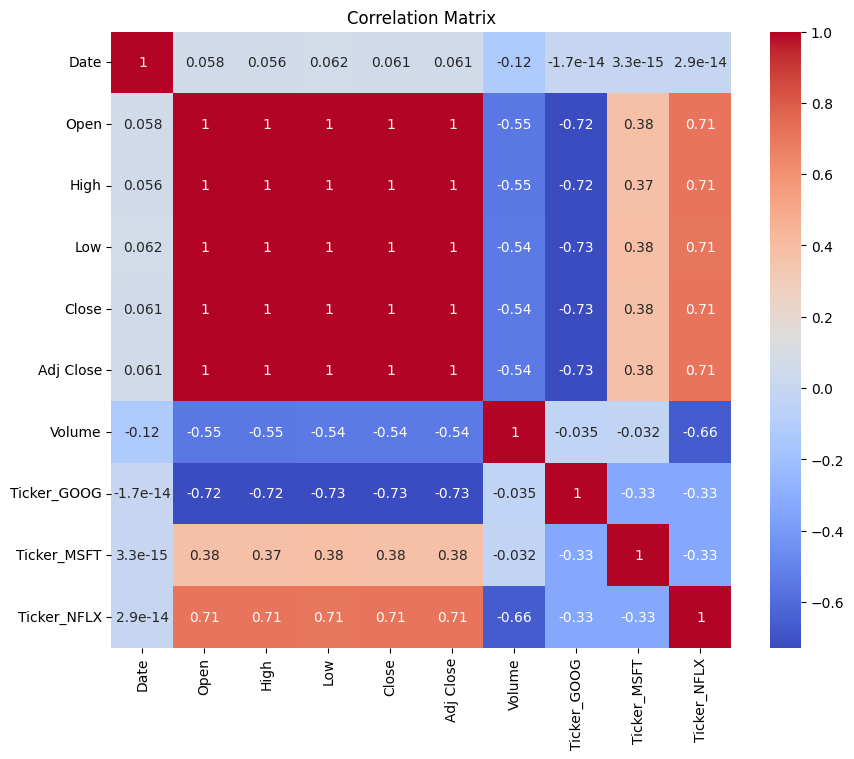 Correlation Matrix
Date 1 0.058 0.056 0.062 0.061 0.061 -0.12 -1.7e-14 3.3e-15 2.9e-14
Open 0.058 1 1 1 1 1 -0.55 -0.72 0.38 0.71
High 0.056 1 1 1 1 1 -0.55 -0.72 0.37 0.71
Low 0.062 1 1 1 1 1 -0.54 -0.73 0.38 0.71
Close 0.061 1 1 1 1 1 -0.54 -0.73 0.38 0.71
Adj Close 0.061 1 1 1 1 1 -0.54 -0.73 0.38 0.71
Volume -0.12 -0.55 -0.55 -0.54 -0.54 -0.54 1 -0.035 -0.032 -0.66
Ticker_GOOG -1.7e-14 -0.72 -0.72 -0.73 -0.73 -0.73 -0.035 1 -0.33 -0.33
Ticker_MSFT 3.3e-15 0.38 0.37 0.38 0.38 0.38 -0.032 -0.33 1 -0.33
Ticker_NFLX 2.9e-14 0.71 0.71 0.71 0.71 0.71 -0.66 -0.33 -0.33 1
Date Open High Low Close Adj Close Volume Ticker_GOOG Ticker_MSFT Ticker_NFLX
1.0
0.8
0.6
0.4
0.2
0.0
−0.2
−0.4
−0.6